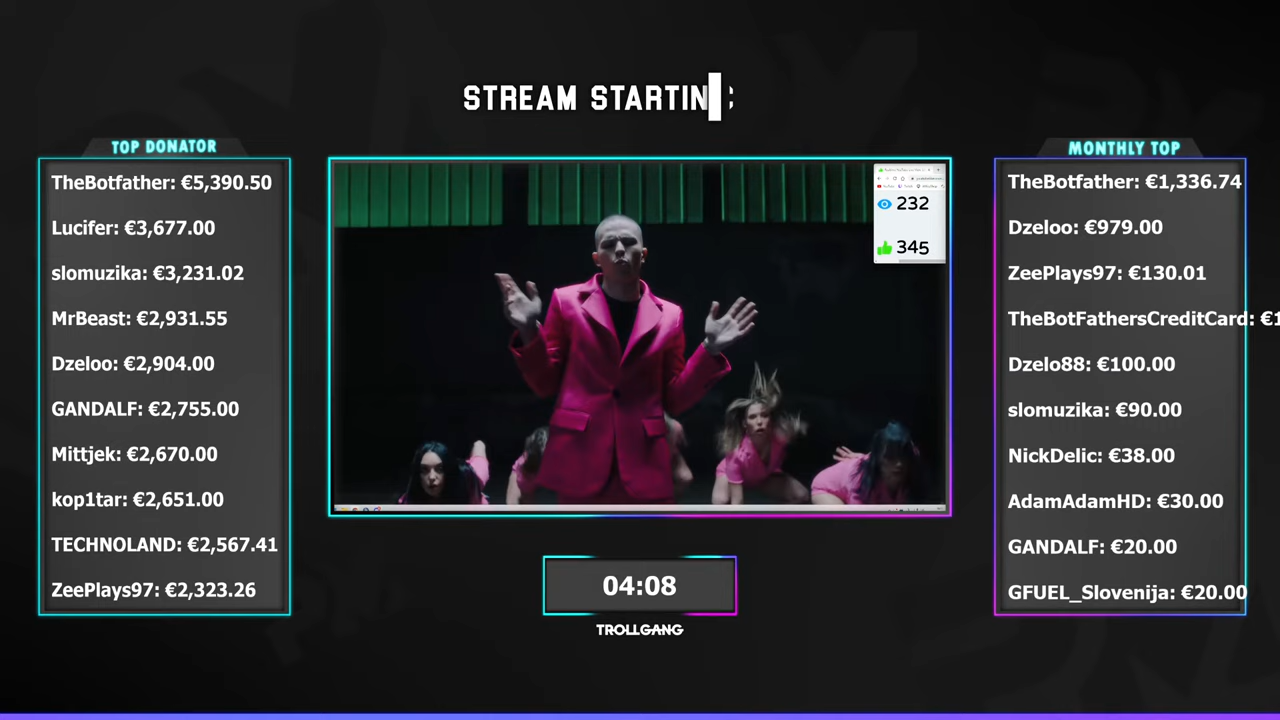 STREAM STARTIN
TOP DONATOR
TheBotfather: €5,390.50
Lucifer: €3,677.00
slomuzika: €3,231.02
MrBeast: €2,931.55
Dzeloo: €2,904.00
GANDALF: €2,755.00
Mittjek: €2,670.00
kop1tar: €2,651.00
TECHNOLAND: €2,567.41
ZeePlays97: €2,323.26
232
345
04:08
TROLLGANG
MONTHLY TOP
TheBotfather: €1,336.74
Dzeloo: €979.00
ZeePlays97: €130.01
TheBotFathersCreditCard: €1
Dzelo88: €100.00
slomuzika: €90.00
NickDelic: €38.00
AdamAdamHD: €30.00
GANDALF: €20.00
GFUEL_Slovenija: €20.00